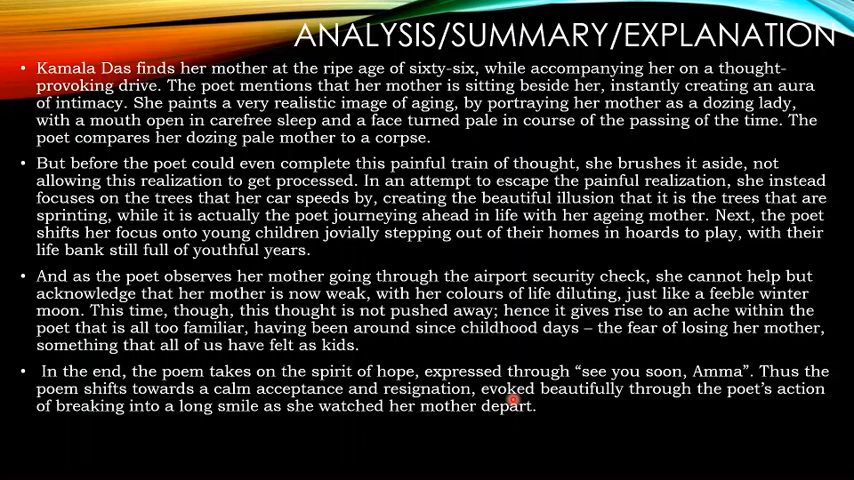 ANALYSIS/SUMMARY/EXPLANATION
• Kamala Das finds her mother at the ripe age of sixty-six, while accompanying her on a thought-
provoking drive. The poet mentions that her mother is sitting beside her, instantly creating an aura
of intimacy. She paints a very realistic image of aging, by portraying her mother as a dozing lady,
with a mouth open in carefree sleep and a face turned pale in course of the passing of the time. The
poet compares her dozing pale mother to a corpse.
• But before the poet could even complete this painful train of thought, she brushes it aside, not
allowing this realization to get processed. In an attempt to escape the painful realization, she instead
focuses on the trees that her car speeds by, creating the beautiful illusion that it is the trees that are
sprinting, while it is actually the poet journeying ahead in life with her ageing mother. Next, the poet
shifts her focus onto young children jovially stepping out of their homes in hoards to play, with their
life bank still full of youthful years.
• And as the poet observes her mother going through the airport security check, she cannot help but
acknowledge that her mother is now weak, with her colours of life diluting, just like a feeble winter
moon. This time, though, this thought is not pushed away; hence it gives rise to an ache within the
poet that is all too familiar, having been around since childhood days – the fear of losing her mother,
something that all of us have felt as kids.
• In the end, the poem takes on the spirit of hope, expressed through “see you soon, Amma”. Thus the
poem shifts towards a calm acceptance and resignation, evoked beautifully through the poet’s action
of breaking into a long smile as she watched her mother depart.